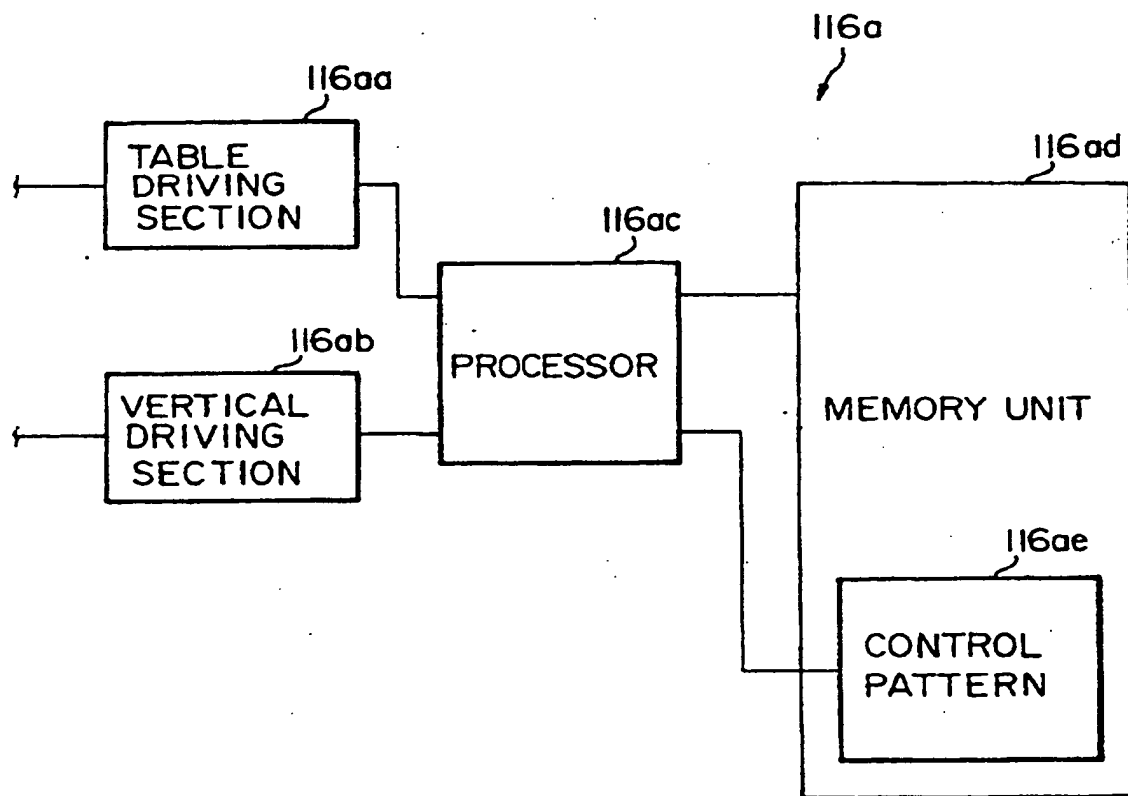 116a
116aa
TABLE
DRIVING
SECTION
116ab
VERTICAL
DRIVING
SECTION
116ac
PROCESSOR
116ad
MEMORY UNIT
116ae
CONTROL
PATTERN